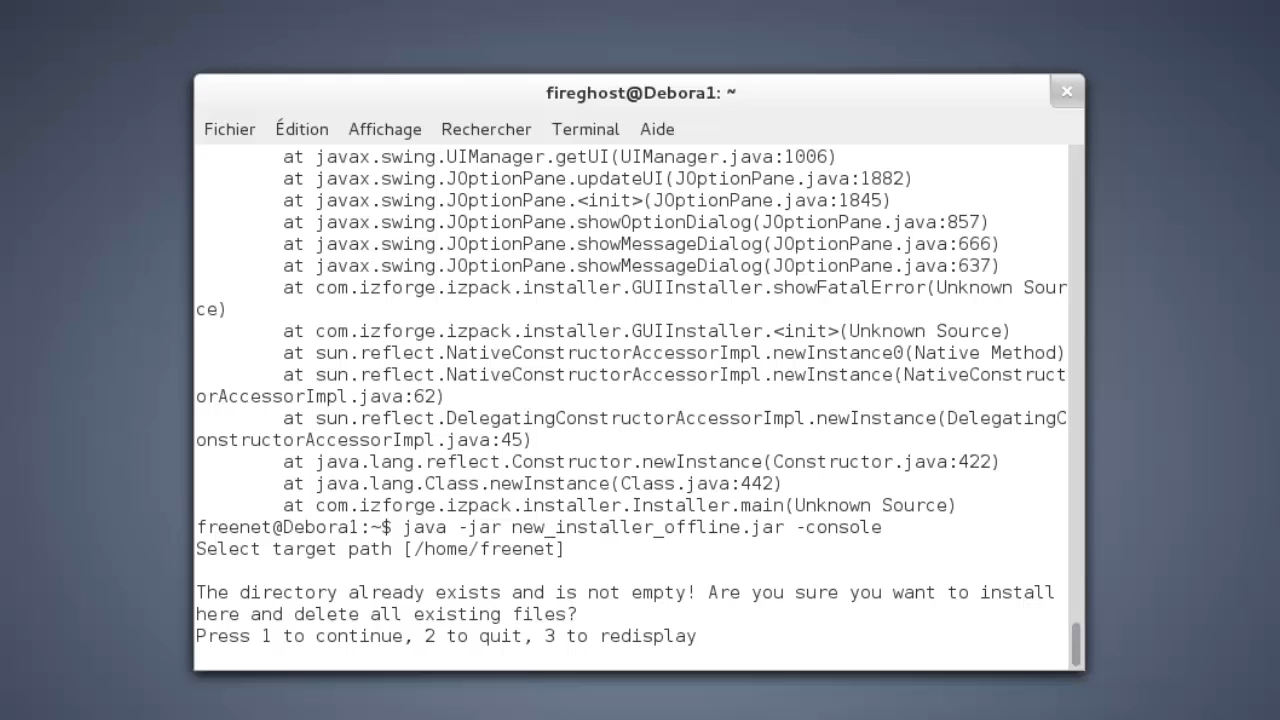 fireghost@Debora1: ~
Fichier Édition Affichage Rechercher Terminal Aide
at javax.swing.UIManager.getUI(UIManager.java:1006)
at javax.swing.JOptionPane.updateUI(JOptionPane.java:1882)
at javax.swing.JOptionPane.<init>(JOptionPane.java:1845)
at javax.swing.JOptionPane.showOptionDialog(JOptionPane.java:857)
at javax.swing.JOptionPane.showMessageDialog(JOptionPane.java:666)
at javax.swing.JOptionPane.showMessageDialog(JOptionPane.java:637)
at com.izforge.izpack.installer.GUIInstaller.showFatalError(Unknown Sour
ce)
at com.izforge.izpack.installer.GUIInstaller.<init>(Unknown Source)
at sun.reflect.NativeConstructorAccessorImpl.newInstance0(Native Method)
at sun.reflect.NativeConstructorAccessorImpl.newInstance(NativeConstruct
orAccessorImpl.java:62)
at sun.reflect.DelegatingConstructorAccessorImpl.newInstance(DelegatingC
onstructorAccessorImpl.java:45)
at java.lang.reflect.Constructor.newInstance(Constructor.java:422)
at java.lang.Class.newInstance(Class.java:442)
at com.izforge.izpack.installer.Installer.main(Unknown Source)
freenet@Debora1:~$ java -jar new_installer_offline.jar -console
Select target path [/home/freenet]
The directory already exists and is not empty! Are you sure you want to install
here and delete all existing files?
Press 1 to continue, 2 to quit, 3 to redisplay